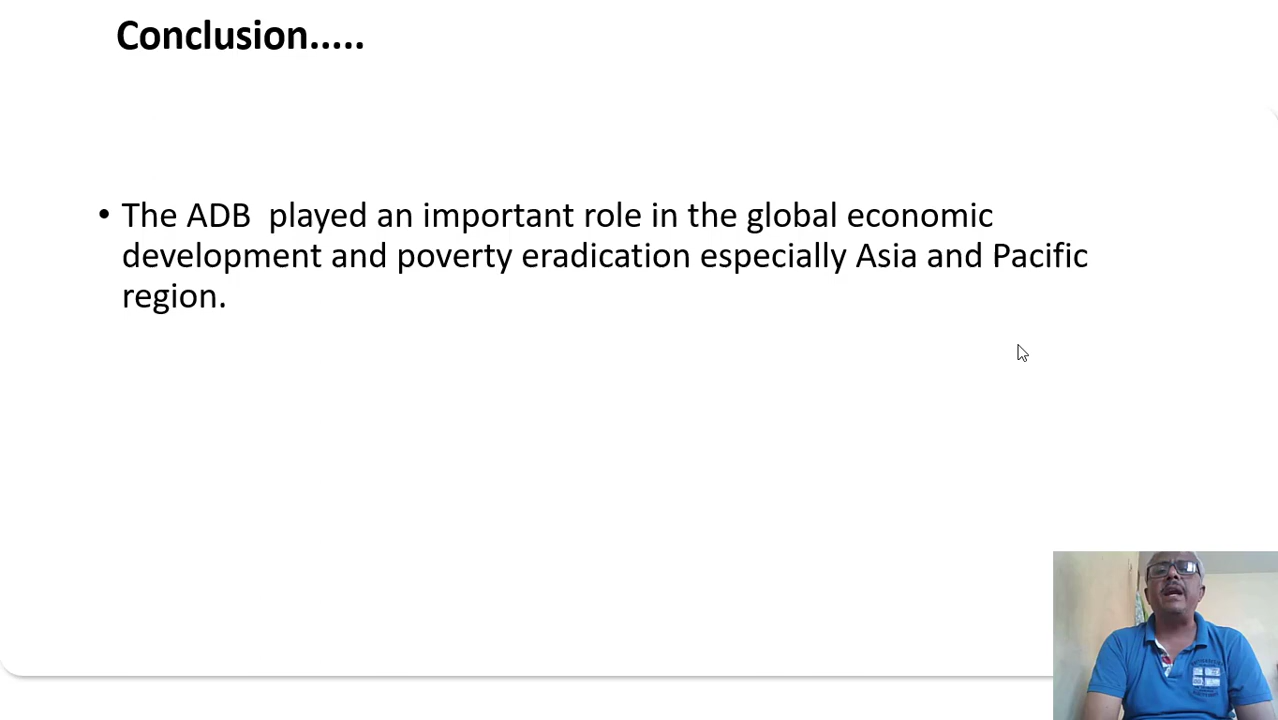 Conclusion.....
• The ADB played an important role in the global economic
development and poverty eradication especially Asia and Pacific
region.